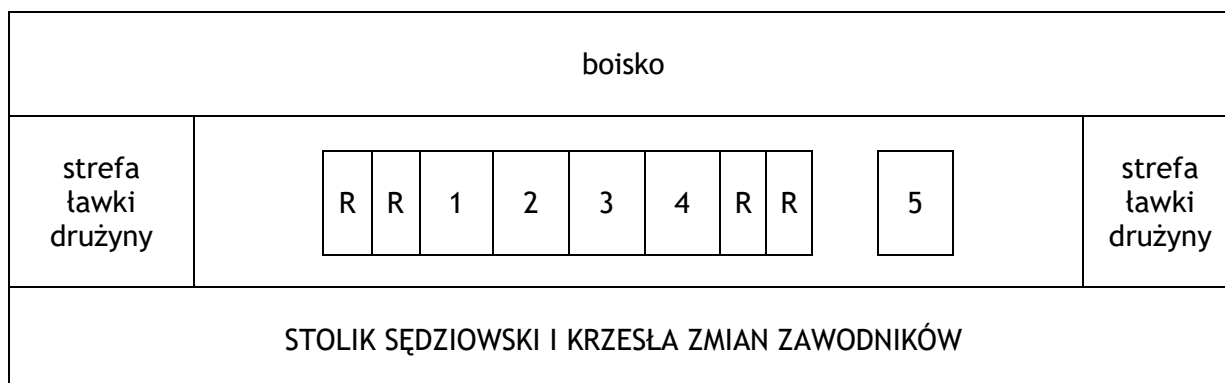 boisko
strefa
ławki
drużyny
R R 1 2 3 4 R R 5
strefa
ławki
drużyny
STOLIK SĘDZIOWSKI I KRZESŁA ZMIAN ZAWODNIKÓW